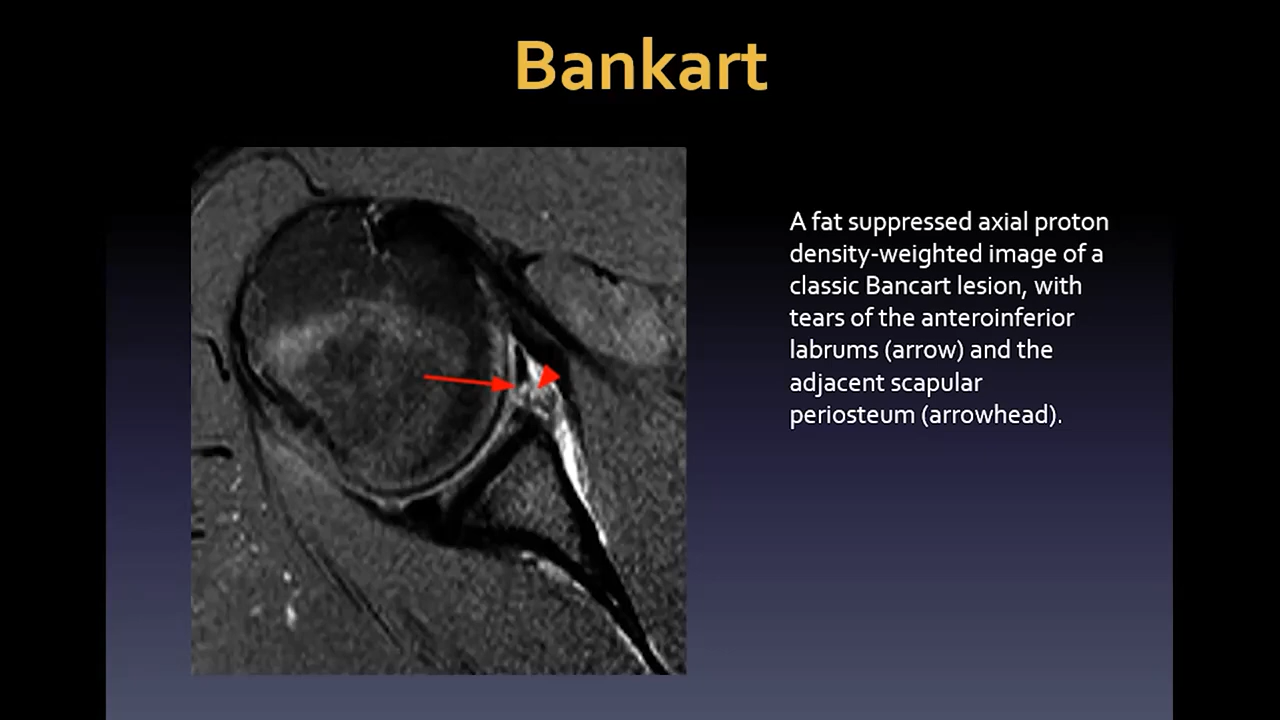 Bankart
A fat suppressed axial proton
density-weighted image of a
classic Bancart lesion, with
tears of the anteroinferior
labrums (arrow) and the
adjacent scapular
periosteum (arrowhead).